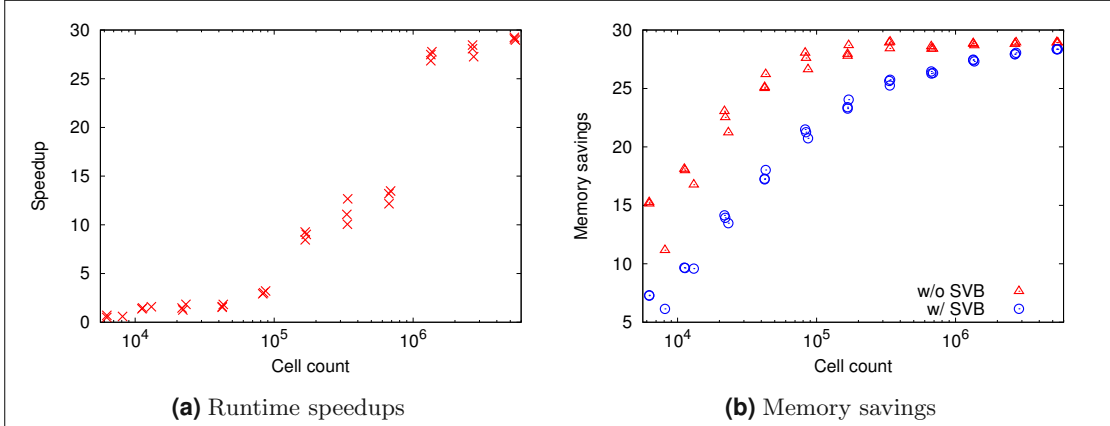 30
25
20
15
10
5
0
Speedup
10^4
10^5
10^6
Cell count
(a) Runtime speedups
30
25
20
15
10
5
Memory savings
w/o SVB
w/ SVB
10^4
10^5
10^6
Cell count
(b) Memory savings